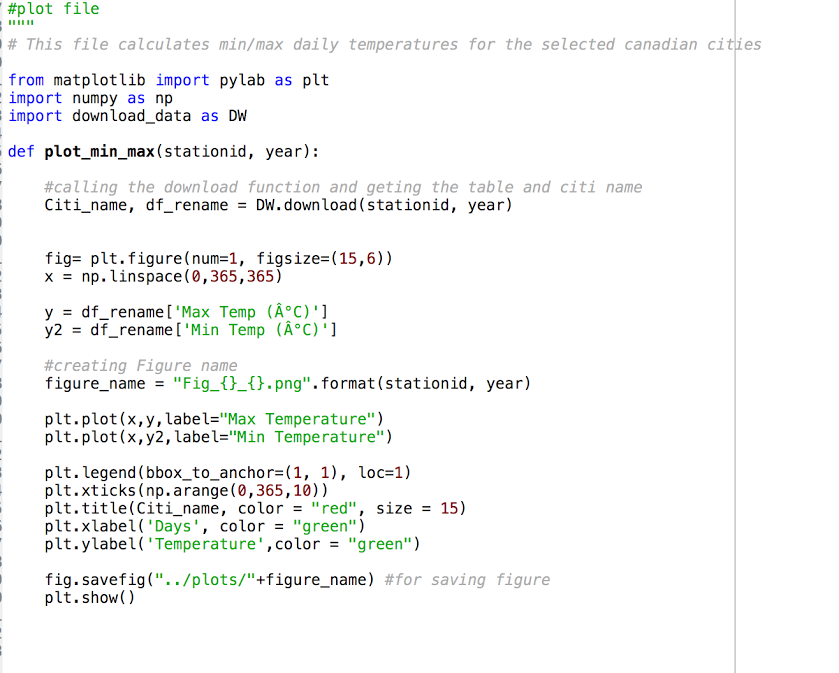 #plot file
"""
# This file calculates min/max daily temperatures for the selected canadian cities
from matplotlib import pylab as plt
import numpy as np
import download_data as DW
def plot_min_max(stationid, year):
#calling the download function and geting the table and citi name
Citi_name, df_rename = DW.download(stationid, year)
fig= plt.figure(num=1, figsize=(15,6))
x = np.linspace(0,365,365)
y = df_rename['Max Temp (Â°C)']
y2 = df_rename['Min Temp (Â°C)']
#creating Figure name
figure_name = "Fig_{}_{}.png".format(stationid, year)
plt.plot(x,y,label="Max Temperature")
plt.plot(x,y2,label="Min Temperature")
plt.legend(bbox_to_anchor=(1, 1), loc=1)
plt.xticks(np.arange(0,365,10))
plt.title(Citi_name, color = "red", size = 15)
plt.xlabel('Days', color = "green")
plt.ylabel('Temperature',color = "green")
fig.savefig("../plots/"+figure_name) #for saving figure
plt.show()